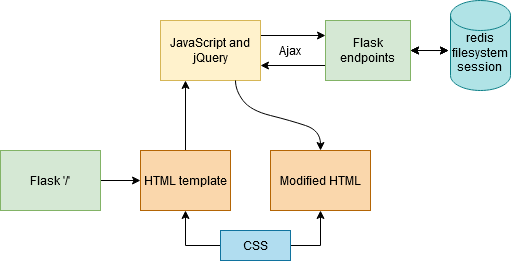 JavaScript and
jQuery
Ajax
Flask
endpoints
redis
filesystem
session
Flask '/'
HTML template
Modified HTML
CSS